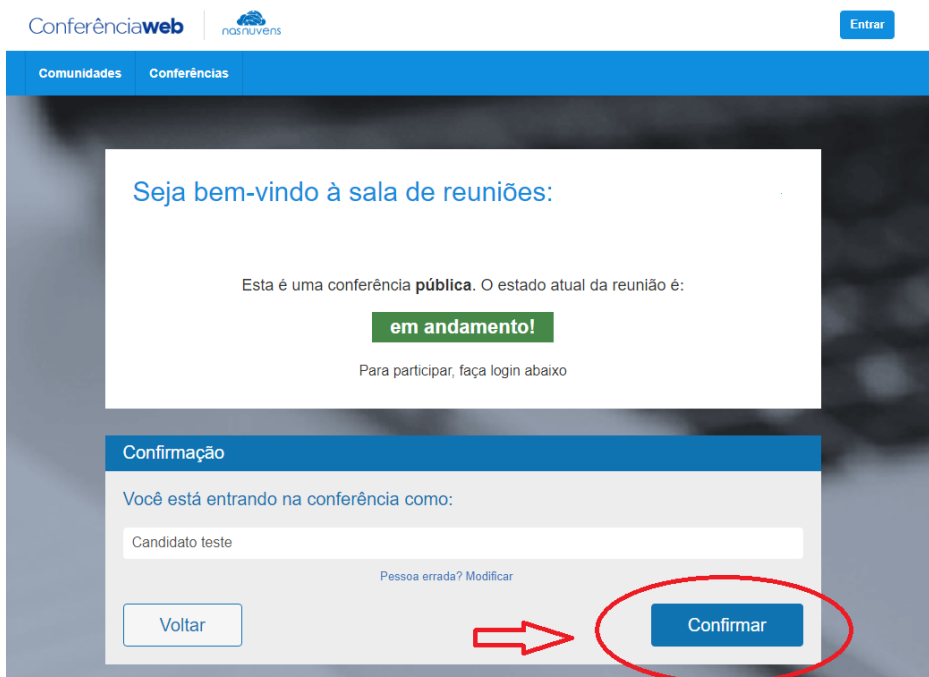 Conferênciaweb
nasnuvens
Entrar
Comunidades Conferências
Seja bem-vindo à sala de reuniões:
Esta é uma conferência pública. O estado atual da reunião é:
em andamento!
Para participar, faça login abaixo
Confirmação
Você está entrando na conferência como:
Candidato teste
Pessoa errada? Modificar
Voltar
Confirmar